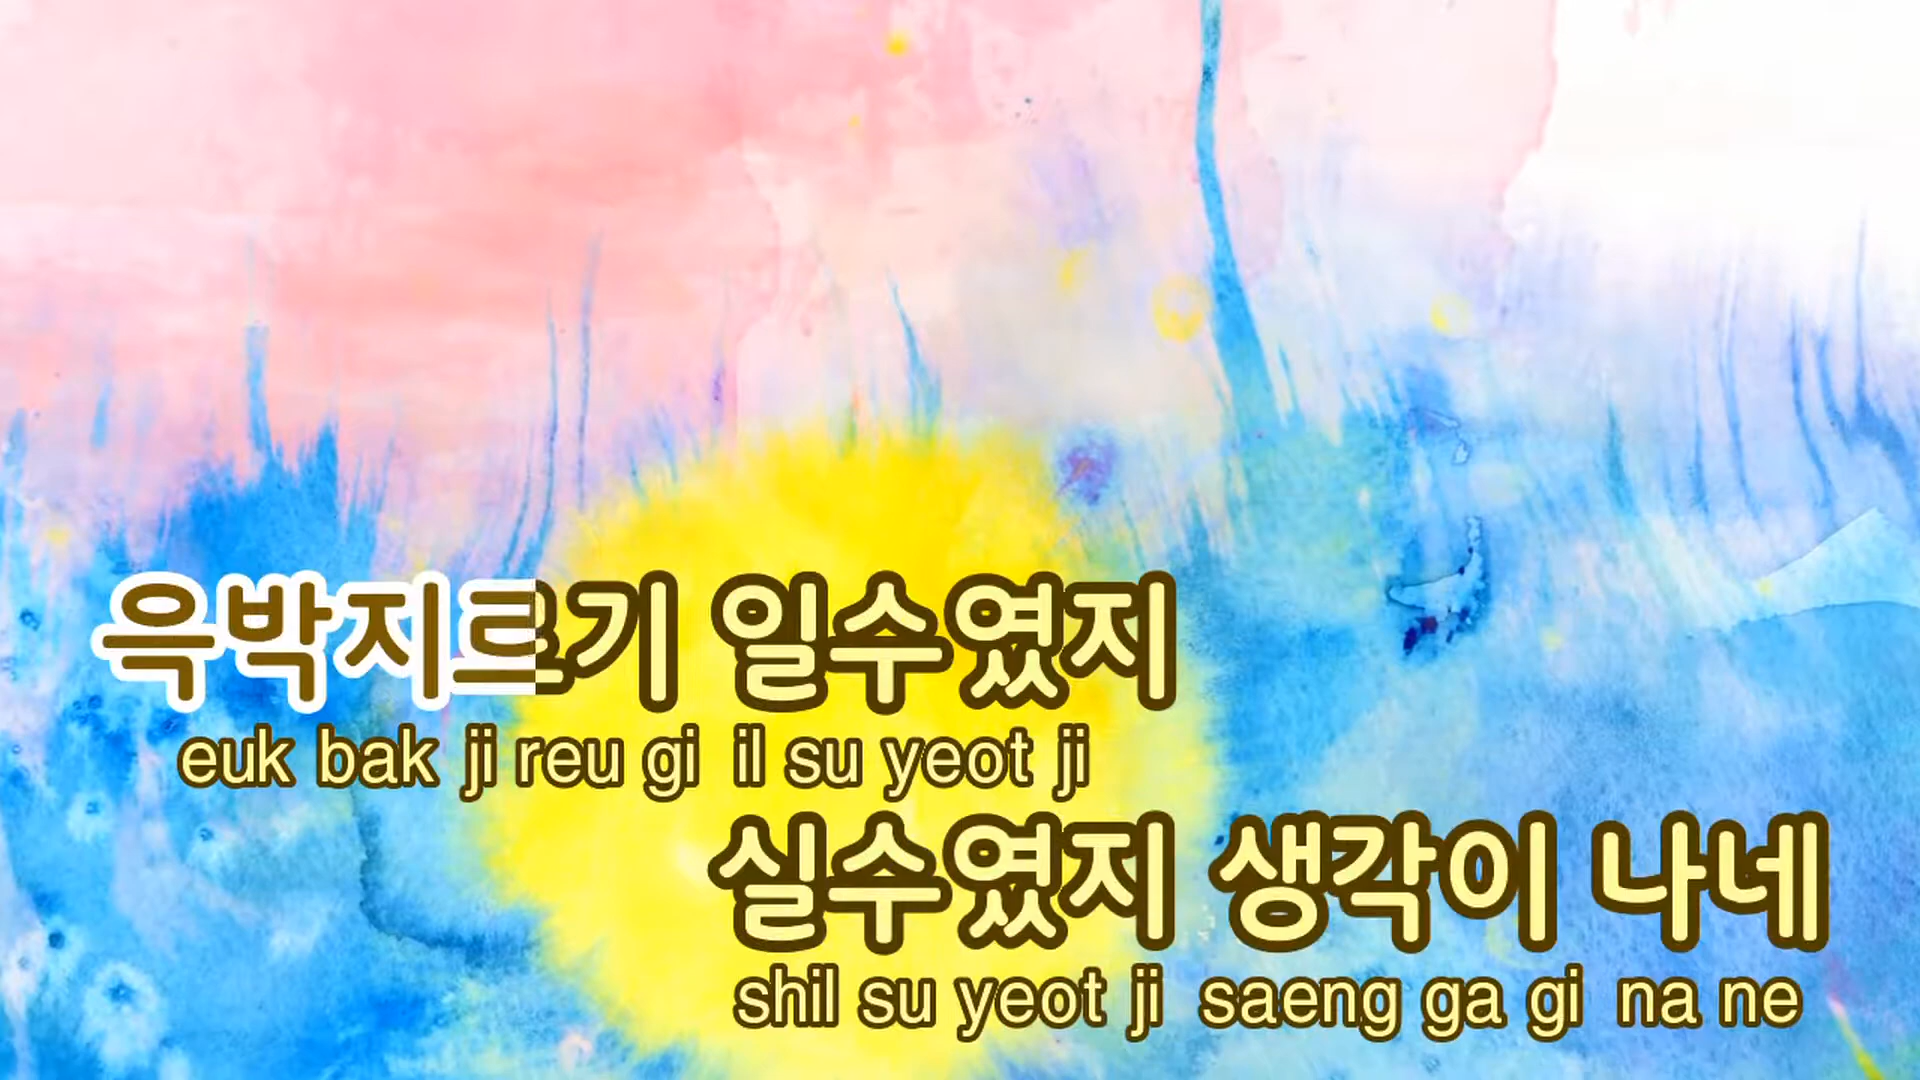 윽박지르기 일수였지
euk bak ji reu gi il su yeot ji
실수였지 생각이 나네
shil su yeot ji saeng ga gi na ne